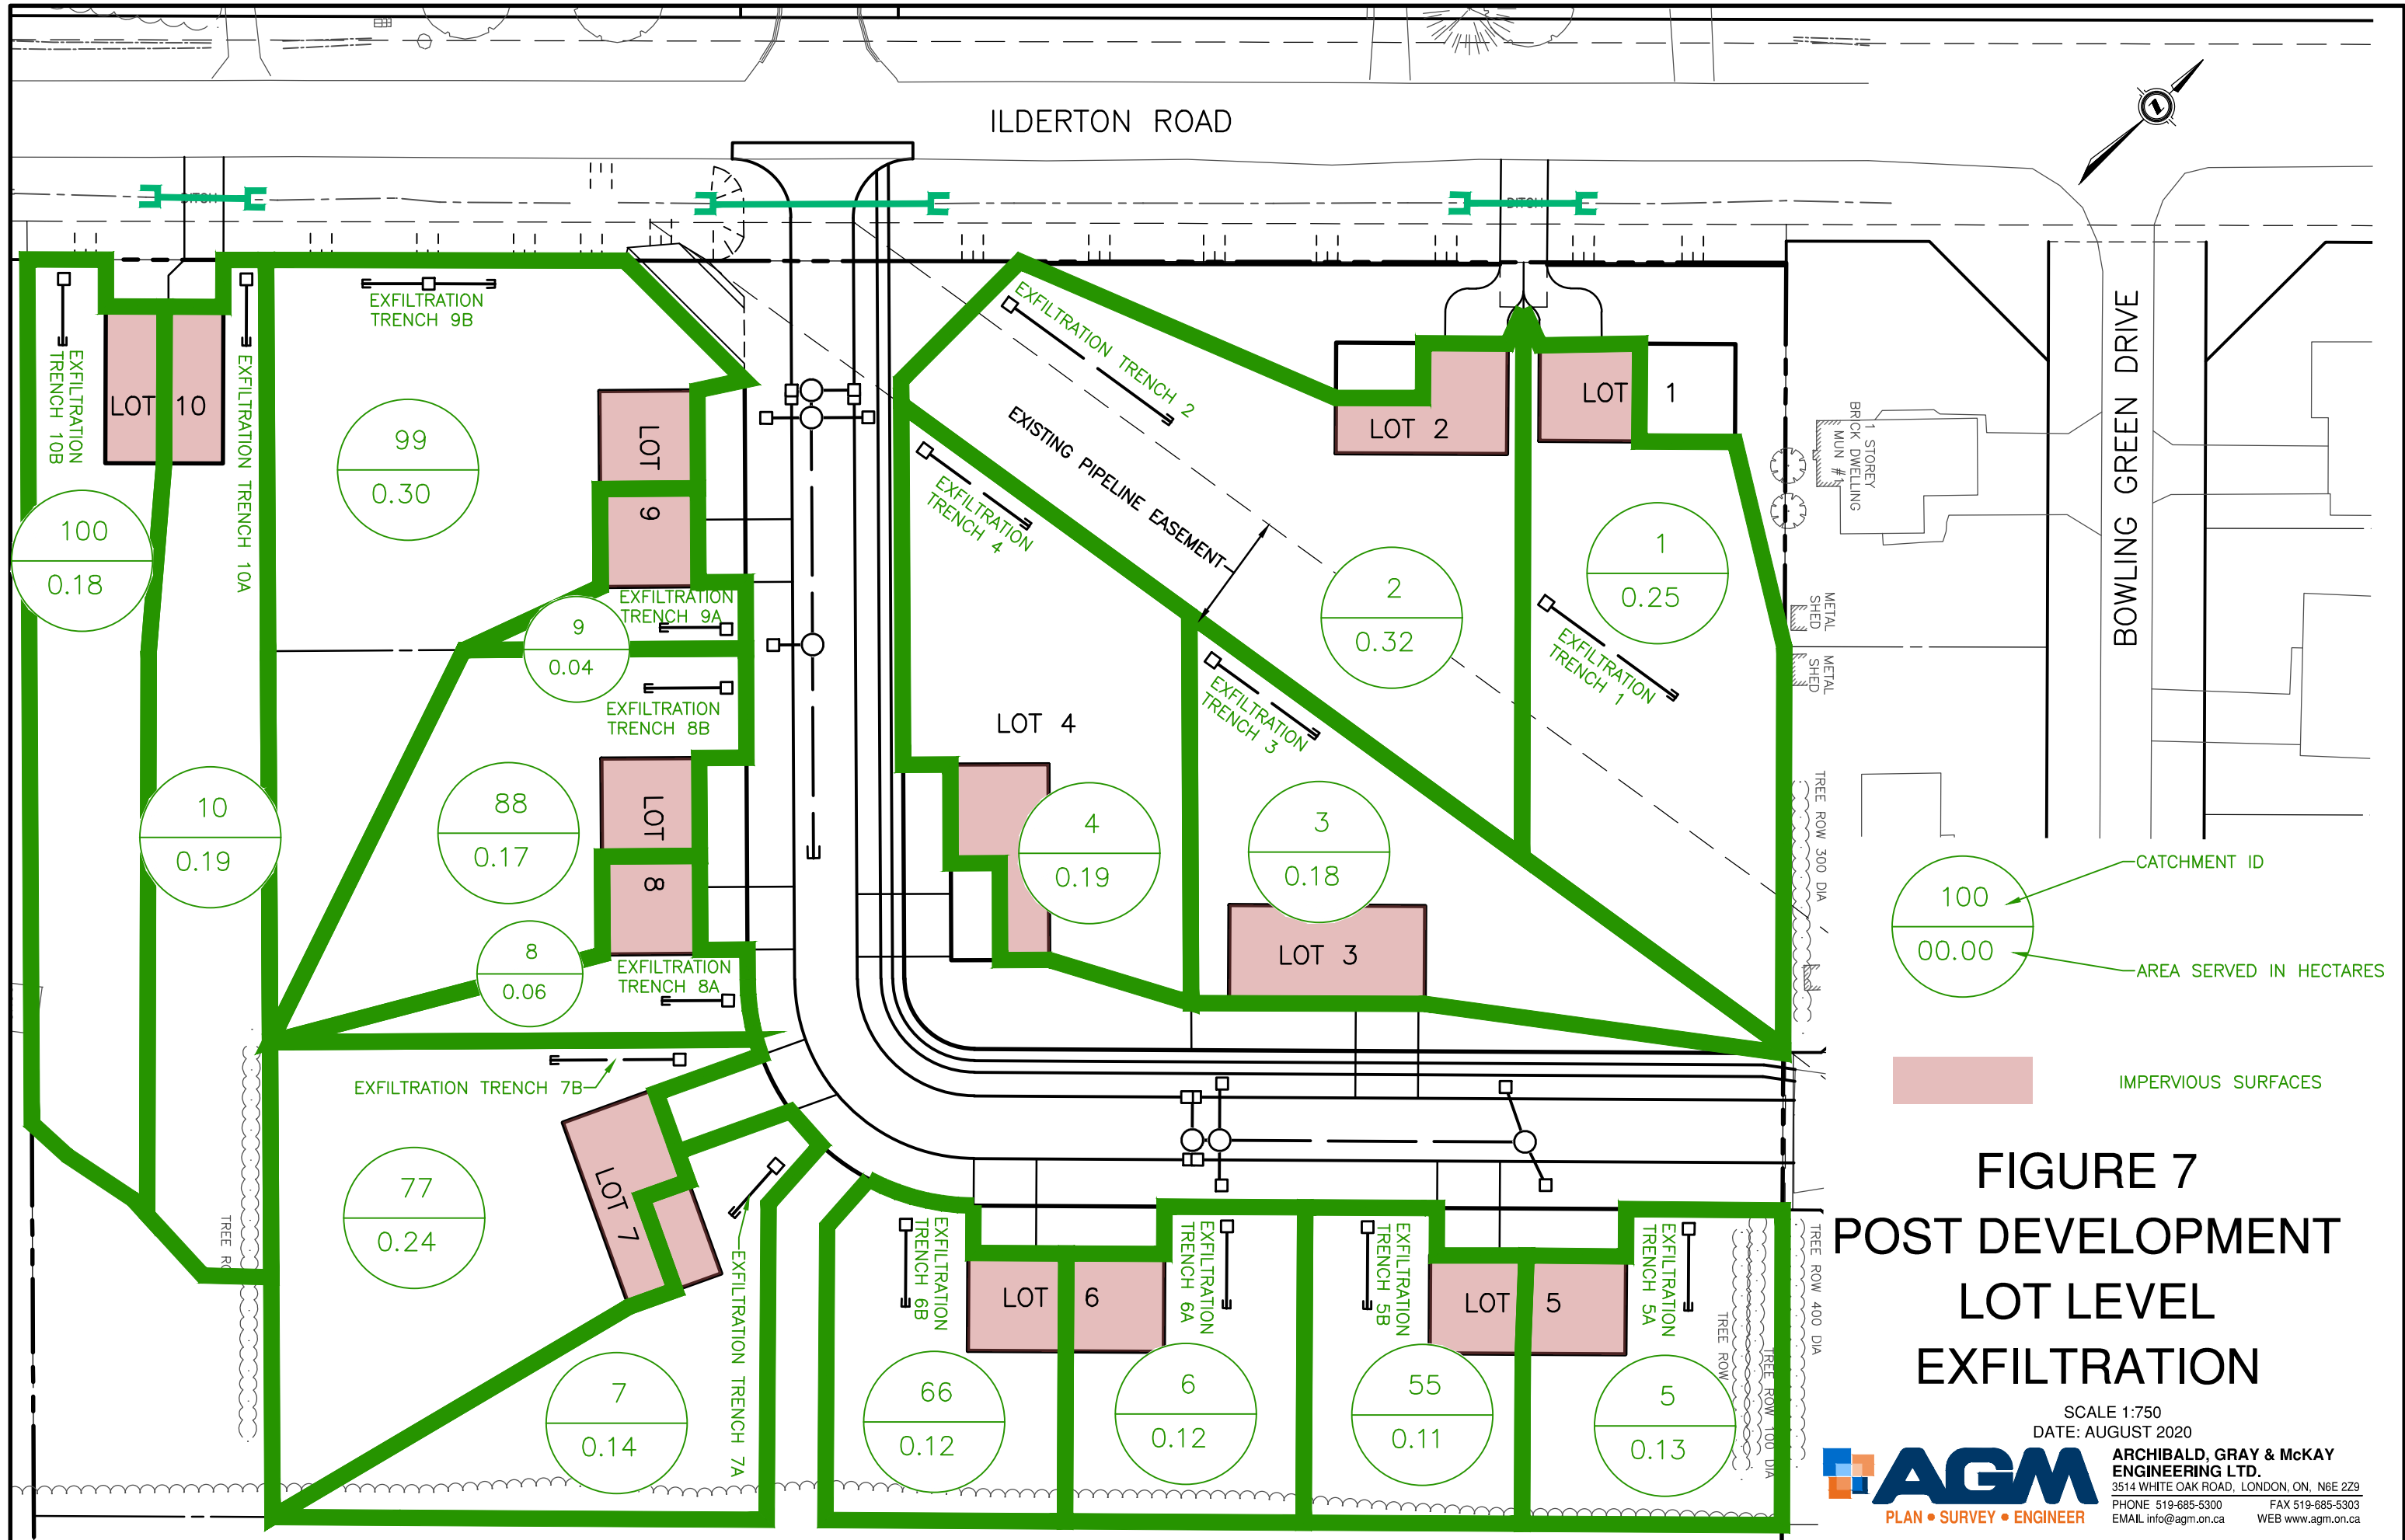 ILDERTON ROAD
Z
DITCH
DITCH
EXFILTRATION
TRENCH 9B
EXFILTRATION
TRENCH 10B
LOT 10
EXFILTRATION TRENCH 10A
99
0.30
LOT
9
100
0.18
EXFILTRATION
TRENCH 9A
9
0.04
EXFILTRATION
TRENCH 8B
10
0.19
88
0.17
LOT
8
8
0.06
EXFILTRATION
TRENCH 8A
EXFILTRATION TRENCH 7B
77
0.24
LOT 7
7
0.14
EXFILTRATION TRENCH 7A
TREE RO
EXFILTRATION TRENCH 2
EXISTING PIPELINE EASEMENT
EXFILTRATION
TRENCH 4
LOT 2
LOT 1
1
0.25
2
0.32
EXFILTRATION
TRENCH 1
EXFILTRATION
TRENCH 3
LOT 4
4
0.19
3
0.18
LOT 3
1 STOREY
BRICK DWELLING
MUN #1
METAL
SHED
METAL
SHED
TREE ROW 300 DIA
BOWLING GREEN DRIVE
EXFILTRATION
TRENCH 6B
LOT 6
EXFILTRATION
TRENCH 6A
EXFILTRATION
TRENCH 5B
LOT 5
EXFILTRATION
TRENCH 5A
66
0.12
6
0.12
55
0.11
5
0.13
TREE ROW
TREE ROW 100 DIA
TREE ROW 400 DIA
100
00.00
CATCHMENT ID
AREA SERVED IN HECTARES
IMPERVIOUS SURFACES
FIGURE 7
POST DEVELOPMENT
LOT LEVEL
EXFILTRATION
SCALE 1:750
DATE: AUGUST 2020
AGM
PLAN • SURVEY • ENGINEER
ARCHIBALD, GRAY & McKAY
ENGINEERING LTD.
3514 WHITE OAK ROAD, LONDON, ON, N6E 2Z9
PHONE 519-685-5300 FAX 519-685-5303
EMAIL info@agm.on.ca WEB www.agm.on.ca